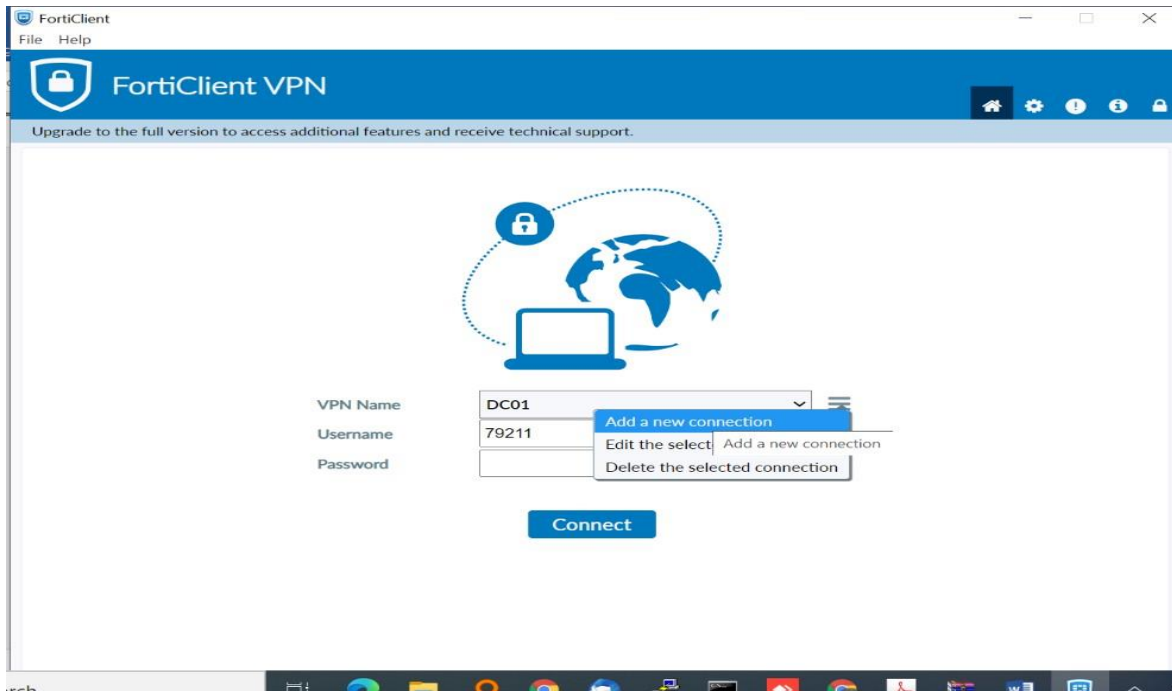 FortiClient
File Help
FortiClient VPN
Upgrade to the full version to access additional features and receive technical support.
VPN Name DC01
Add a new connection
Username 79211
Edit the select Add a new connection
Password
Delete the selected connection
Connect